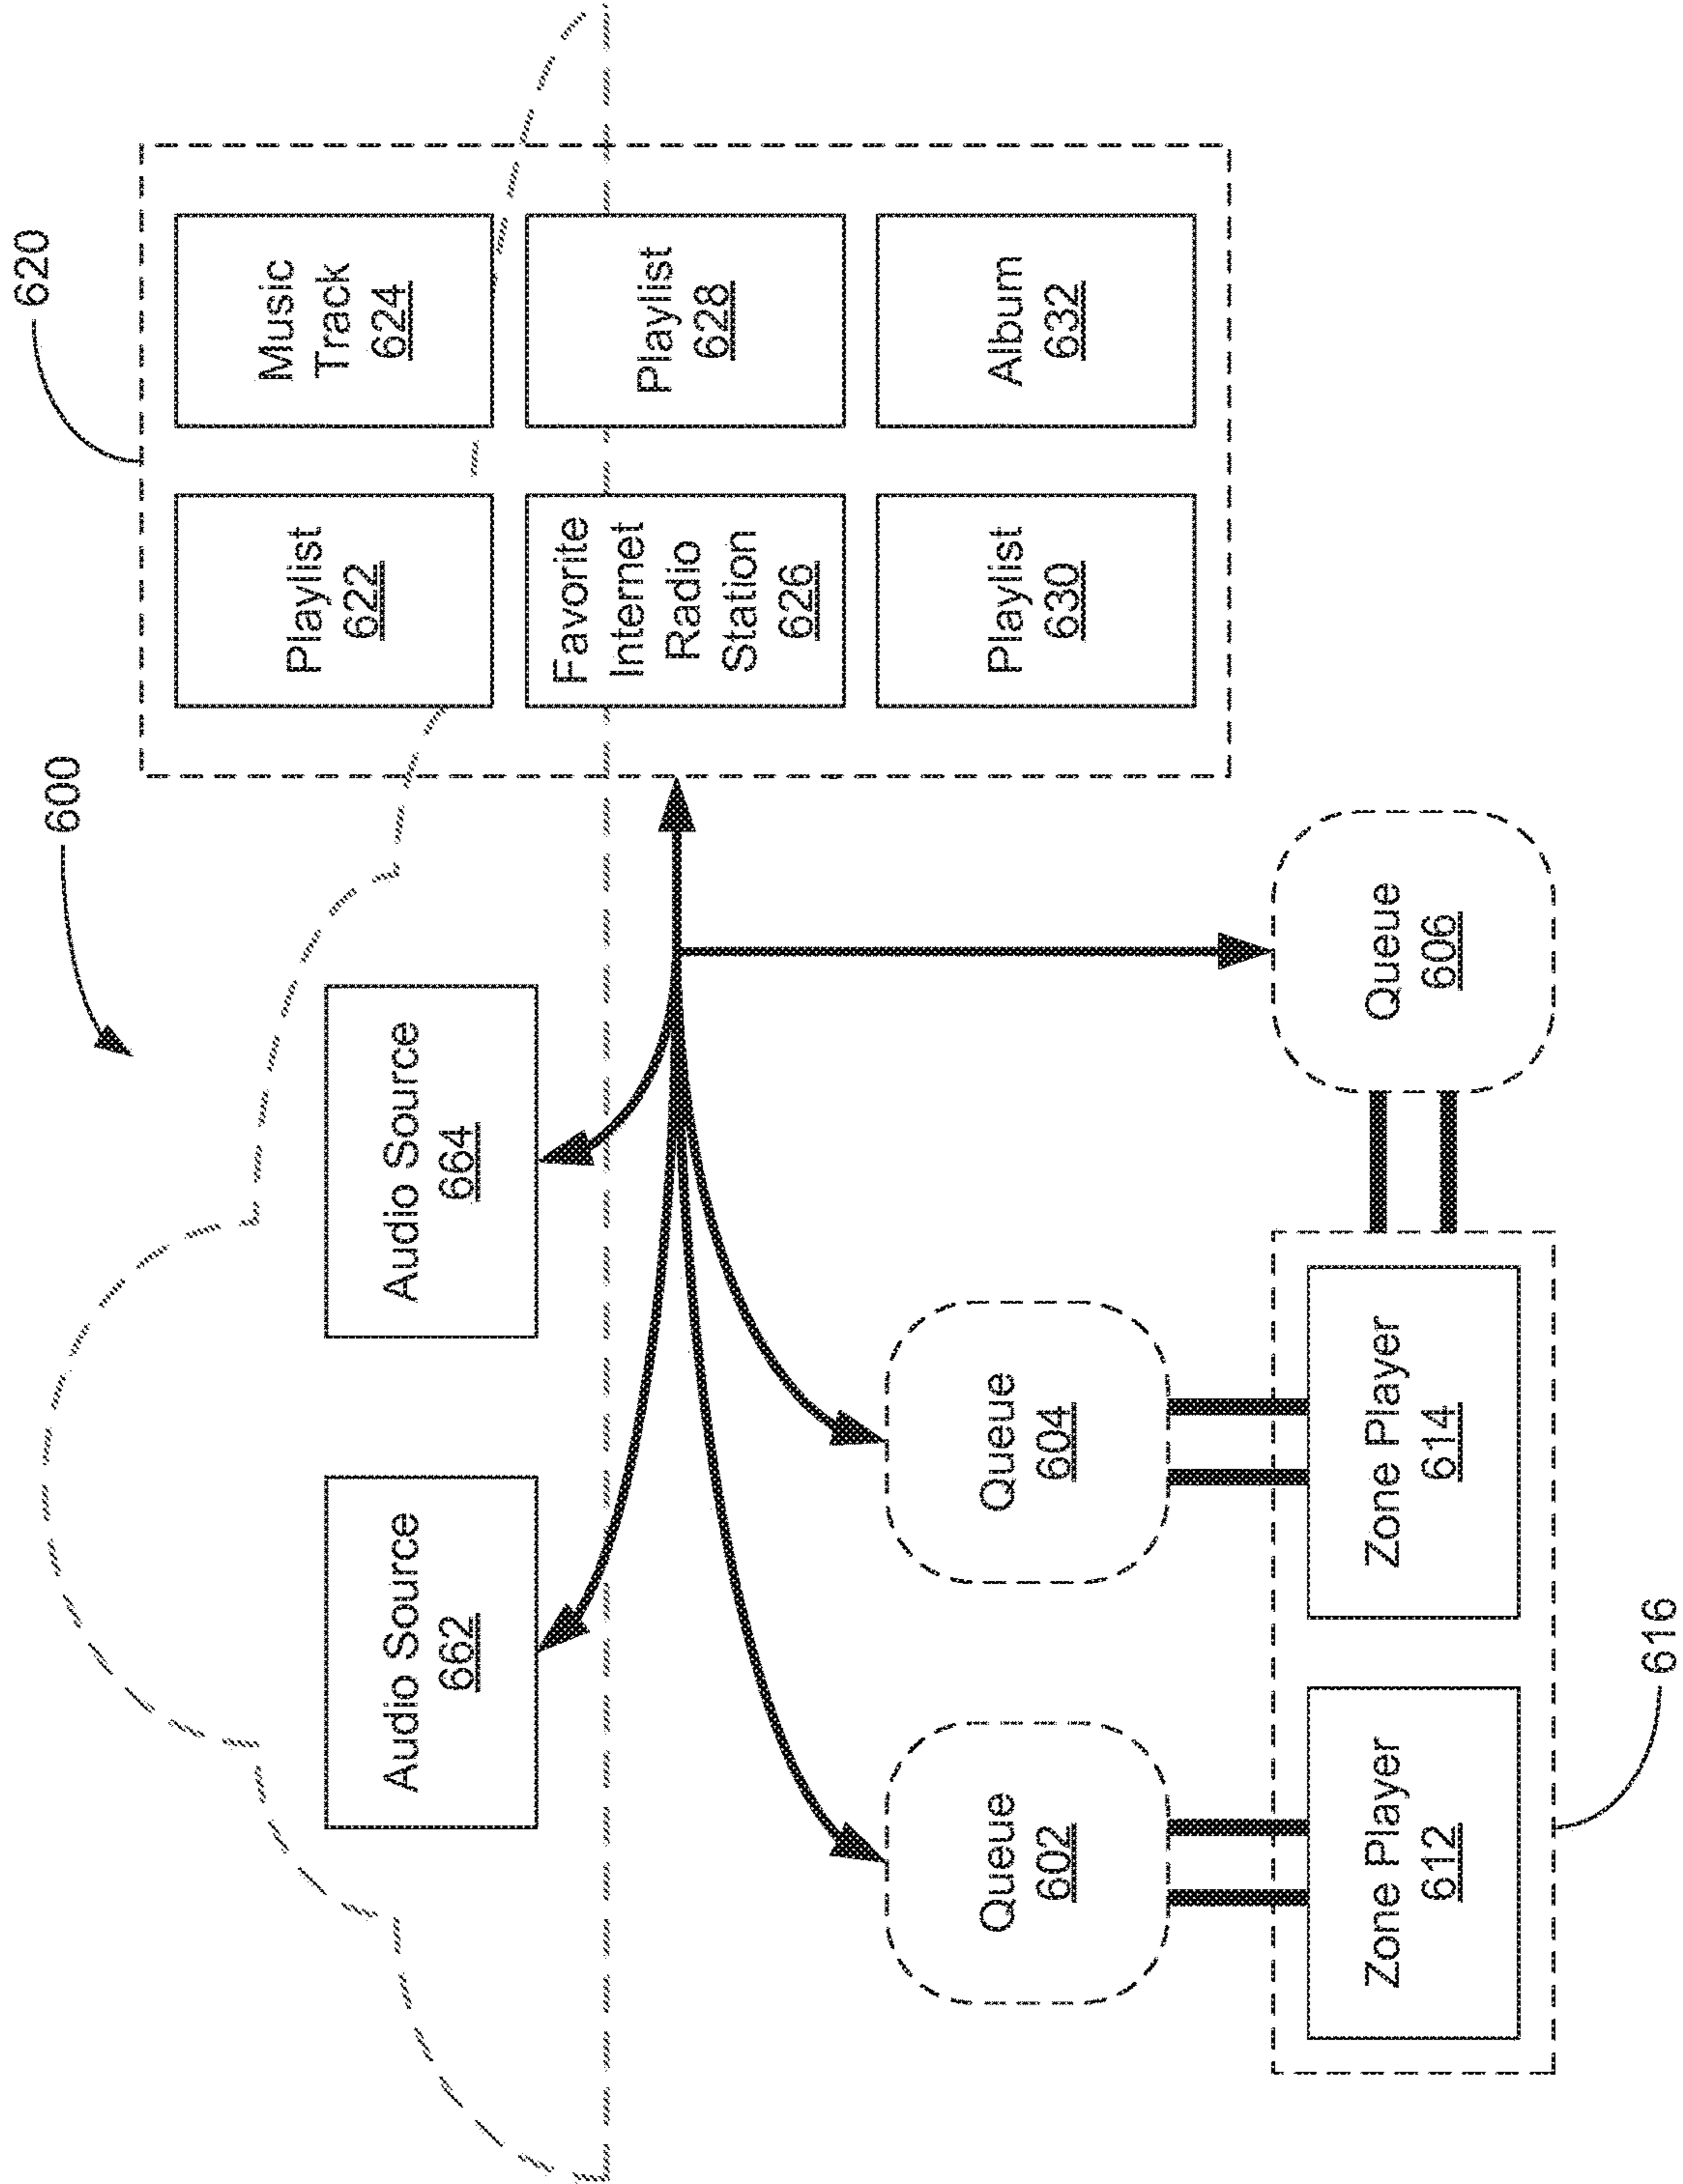 600
620
Audio Source
662
Audio Source
664
Playlist
622
Music
Track
624
Favorite
Internet
Radio
Station
626
Playlist
628
Playlist
630
Album
632
Queue
602
Queue
604
Queue
606
Zone Player
612
Zone Player
614
616